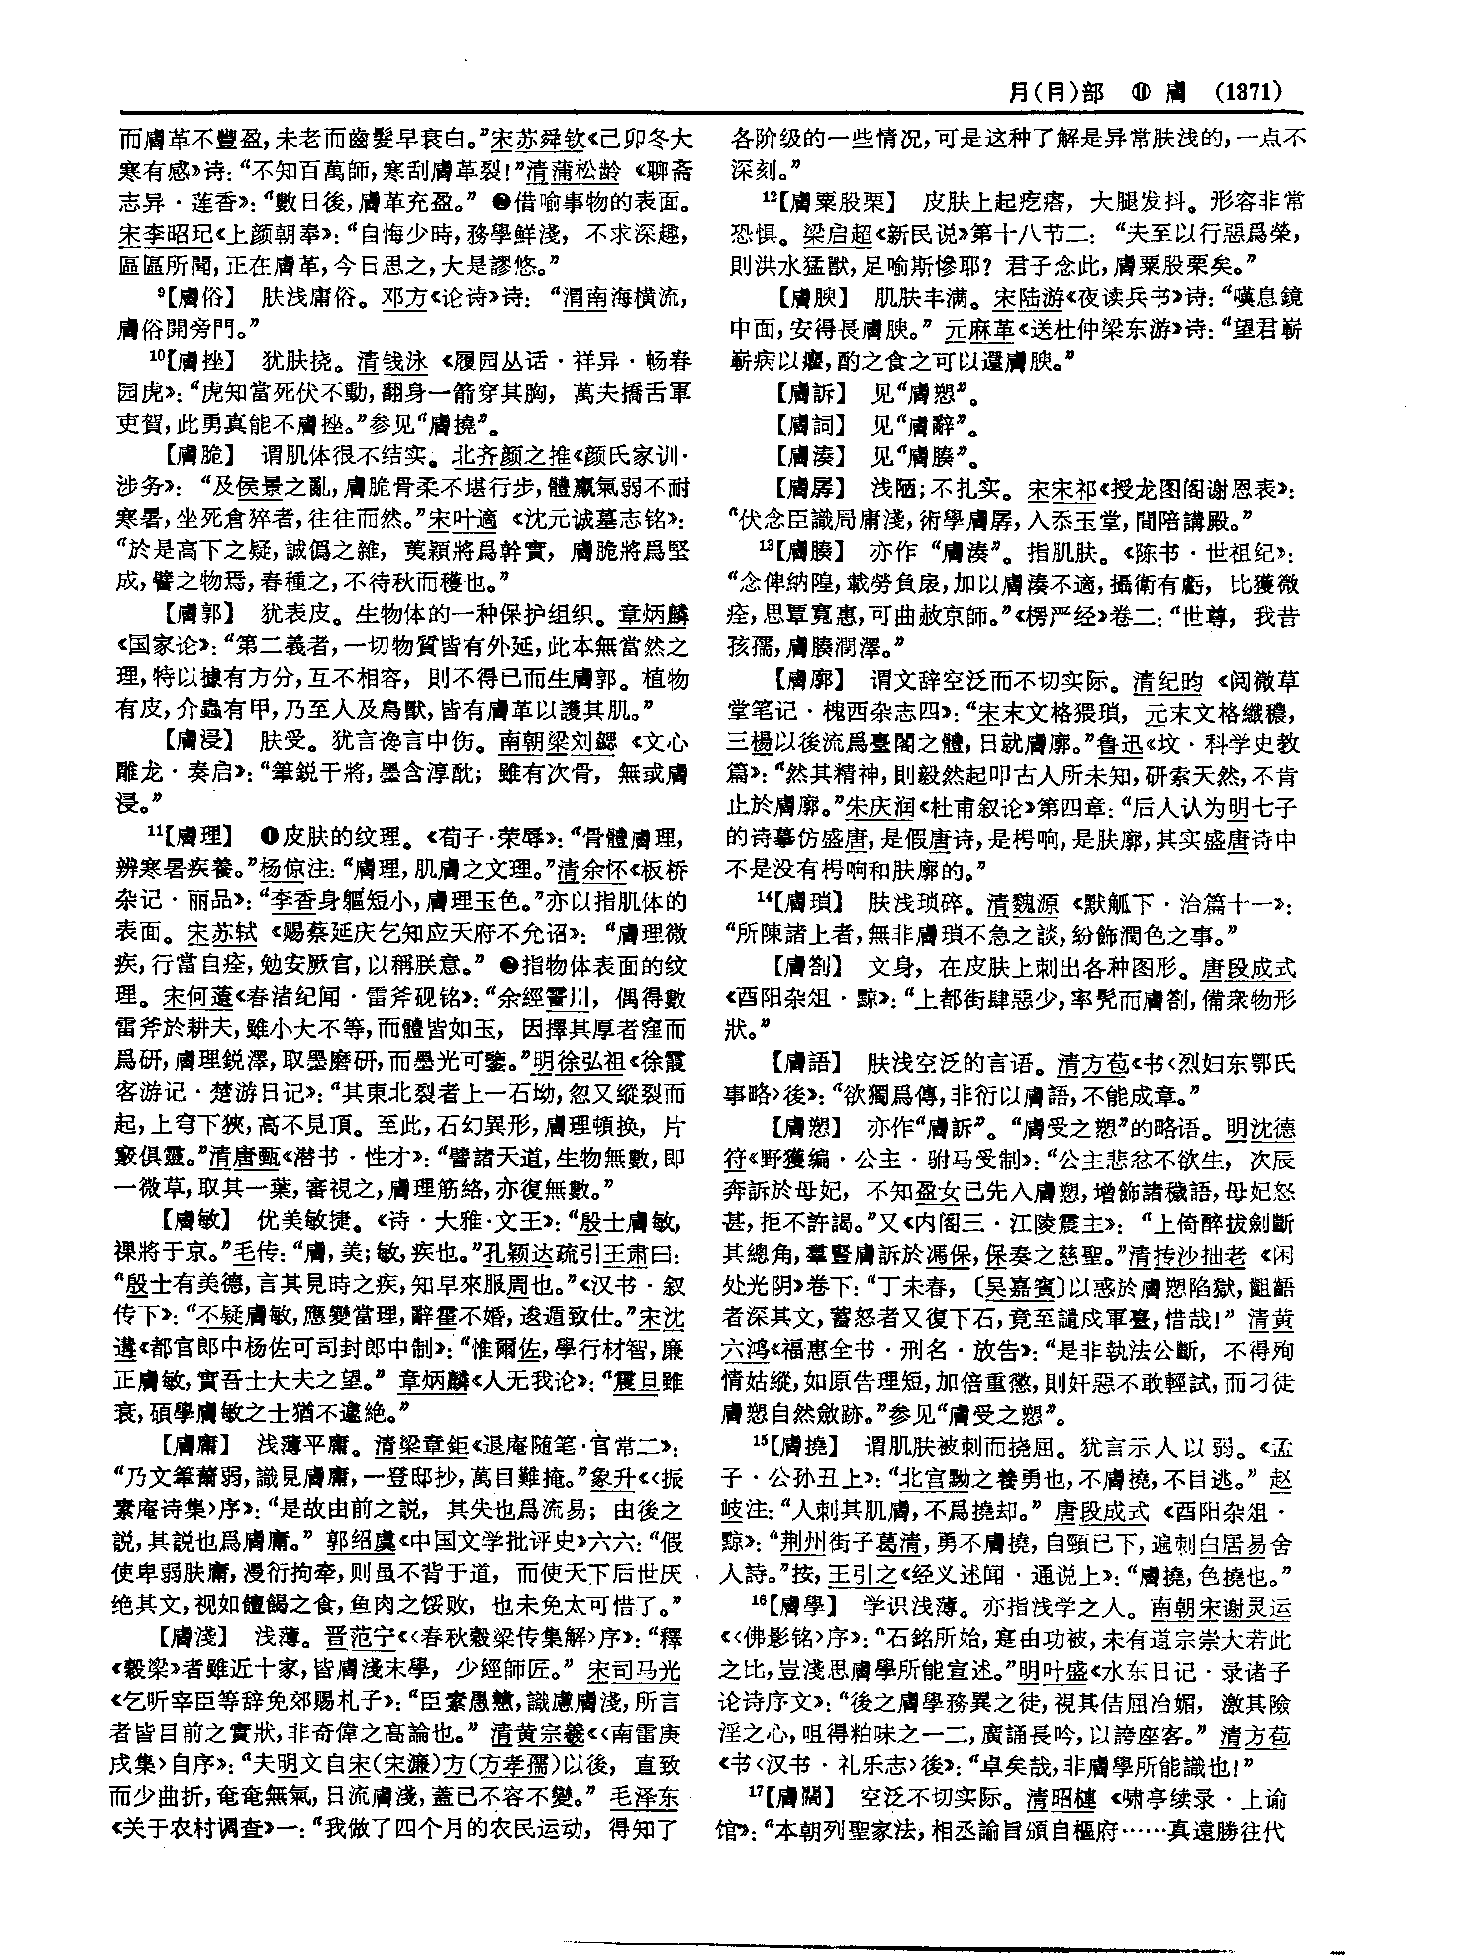 月(⺼)部 ⑪ 膚 (1371)
而膚革不豐盈,未老而齒髮早衰白。”宋苏舜钦《己卯冬大
寒有感》诗:“不知百萬師,寒刮膚革裂!”清蒲松龄《聊斋
志异·莲香》:“數日後,膚革充盈。” ❷借喻事物的表面。
宋李昭玘《上颜朝奉》:“自悔少時,務學鮮淺,不求深趣,
區區所聞,正在膚革,今日思之,大是謬悠。”
⁹【膚俗】 肤浅庸俗。邓方《论诗》诗:“渭南海横流,
膚俗開旁門。”
¹⁰【膚挫】 犹肤挠。清钱泳《履园丛话·祥异·畅春
园虎》:“虎知當死伏不動,翻身一箭穿其胸,萬夫撟舌軍
吏賀,此勇真能不膚挫。”参见“膚撓”。
【膚脆】 谓肌体很不结实。北齐颜之推《颜氏家训·
涉务》:“及侯景之亂,膚脆骨柔不堪行步,體羸氣弱不耐
寒暑,坐死倉猝者,往往而然。”宋叶適《沈元诚墓志铭》:
“於是高下之疑,誠僞之雜,荑穎將爲幹實,膚脆將爲堅
成,譬之物焉,春種之,不待秋而穫也。”
【膚郭】 犹表皮。生物体的一种保护组织。章炳麟
《国家论》:“第二義者,一切物質皆有外延,此本無當然之
理,特以據有方分,互不相容,則不得已而生膚郭。植物
有皮,介蟲有甲,乃至人及鳥獸,皆有膚革以護其肌。”
【膚浸】 肤受。犹言谗言中伤。南朝梁刘勰《文心
雕龙·奏启》:“筆鋭干將,墨含淳酖;雖有次骨,無或膚
浸。”
¹¹【膚理】 ❶皮肤的纹理。《荀子·荣辱》:“骨體膚理,
辨寒暑疾養。”杨倞注:“膚理,肌膚之文理。”清余怀《板桥
杂记·丽品》:“李香身軀短小,膚理玉色。”亦以指肌体的
表面。宋苏轼《赐蔡延庆乞知应天府不允诏》:“膚理微
疾,行當自痊,勉安厥官,以稱朕意。” ❷指物体表面的纹
理。宋何薳《春渚纪闻·雷斧砚铭》:“余經霅川,偶得數
雷斧於耕夫,雖小大不等,而體皆如玉,因擇其厚者窪而
爲研,膚理鋭澤,取墨磨研,而墨光可鑒。”明徐弘祖《徐霞
客游记·楚游日记》:“其東北裂者上一石坳,忽又縱裂而
起,上穹下狹,高不見頂。至此,石幻異形,膚理頓换,片
竅俱靈。”清唐甄《潜书·性才》:“譬諸天道,生物無數,即
一微草,取其一葉,審視之,膚理筋絡,亦復無數。”
【膚敏】 优美敏捷。《诗·大雅·文王》:“殷士膚敏,
祼將于京。”毛传:“膚,美;敏,疾也。”孔颖达疏引王肃曰:
“殷士有美德,言其見時之疾,知早來服周也。”《汉书·叙
传下》:“不疑膚敏,應變當理,辭霍不婚,逡遁致仕。”宋沈
遘《都官郎中杨佐可司封郎中制》:“惟爾佐,學行材智,廉
正膚敏,實吾士大夫之望。” 章炳麟《人无我论》:“震旦雖
衰,碩學膚敏之士猶不遽絶。”
【膚庸】 浅薄平庸。清梁章鉅《退庵随笔·官常二》:
“乃文筆薾弱,識見膚庸,一登邸抄,萬目難掩。”象升《〈振
素庵诗集〉序》:“是故由前之説,其失也爲流易;由後之
説,其説也爲膚庸。” 郭绍虞《中国文学批评史》六六:“假
使卑弱肤庸,漫衍拘牵,则虽不背于道,而使天下后世厌
绝其文,视如饐餲之食,鱼肉之馁败,也未免太可惜了。”
【膚淺】 浅薄。晋范宁《〈春秋穀梁传集解〉序》:“釋
《穀梁》者雖近十家,皆膚淺末學,少經師匠。” 宋司马光
《乞听宰臣等辞免郊赐札子》:“臣素愚戇,識慮膚淺,所言
者皆目前之實狀,非奇偉之高論也。” 清黄宗羲《〈南雷庚
戌集〉自序》:“夫明文自宋(宋濂)方(方孝孺)以後,直致
而少曲折,奄奄無氣,日流膚淺,蓋已不容不變。” 毛泽东
《关于农村调查》一:“我做了四个月的农民运动,得知了
各阶级的一些情况,可是这种了解是异常肤浅的,一点不
深刻。”
¹²【膚粟股栗】 皮肤上起疙瘩,大腿发抖。形容非常
恐惧。梁启超《新民说》第十八节二:“夫至以行惡爲榮,
則洪水猛獸,足喻斯慘耶?君子念此,膚粟股栗矣。”
【膚腴】 肌肤丰满。宋陆游《夜读兵书》诗:“嘆息鏡
中面,安得長膚腴。” 元麻革《送杜仲梁东游》诗:“望君嶄
嶄病以癯,酌之食之可以還膚腴。”
【膚訴】 见“膚愬”。
【膚詞】 见“膚辭”。
【膚湊】 见“膚腠”。
【膚孱】 浅陋;不扎实。宋宋祁《授龙图阁谢恩表》:
“伏念臣識局庸淺,術學膚孱,入忝玉堂,間陪講殿。”
¹³【膚腠】 亦作“膚湊”。指肌肤。《陈书·世祖纪》:
“念俾納隍,載勞負扆,加以膚湊不適,攝衛有虧,比獲微
痊,思覃寬惠,可曲赦京師。”《楞严经》卷二:“世尊,我昔
孩孺,膚腠潤澤。”
【膚廓】 谓文辞空泛而不切实际。清纪昀《阅微草
堂笔记·槐西杂志四》:“宋末文格猥瑣,元末文格纖穠,
三楊以後流爲臺閣之體,日就膚廓。”鲁迅《坟·科学史教
篇》:“然其精神,則毅然起叩古人所未知,研索天然,不肯
止於膚廓。”朱庆润《杜甫叙论》第四章:“后人认为明七子
的诗摹仿盛唐,是假唐诗,是枵响,是肤廓,其实盛唐诗中
不是没有枵响和肤廓的。”
¹⁴【膚瑣】 肤浅琐碎。清魏源《默觚下·治篇十一》:
“所陳諸上者,無非膚瑣不急之談,紛飾潤色之事。”
【膚劄】 文身,在皮肤上刺出各种图形。唐段成式
《酉阳杂俎·黥》:“上都街肆惡少,率髡而膚劄,備衆物形
狀。”
【膚語】 肤浅空泛的言语。清方苞《书〈烈妇东鄂氏
事略〉後》:“欲獨爲傳,非衍以膚語,不能成章。”
【膚愬】 亦作“膚訴”。“膚受之愬”的略语。明沈德
符《野獲编·公主·驸马受制》:“公主悲忿不欲生,次辰
奔訴於母妃,不知盈女已先入膚愬,增飾諸穢語,母妃怒
甚,拒不許謁。”又《内阁三·江陵震主》:“上倚醉拔劍斷
其總角,羣豎膚訴於馮保,保奏之慈聖。”清抟沙拙老《闲
处光阴》卷下:“丁未春,〔吴嘉賓〕以惑於膚愬陷獄,齟齬
者深其文,蓄怒者又復下石,竟至譴戍軍臺,惜哉!” 清黄
六鸿《福惠全书·刑名·放告》:“是非執法公斷,不得殉
情姑縱,如原告理短,加倍重懲,則奸惡不敢輕試,而刁徒
膚愬自然斂跡。”参见“膚受之愬”。
¹⁵【膚撓】 谓肌肤被刺而挠屈。犹言示人以弱。《孟
子·公孙丑上》:“北宫黝之養勇也,不膚撓,不目逃。” 赵
岐注:“人刺其肌膚,不爲撓却。” 唐段成式《酉阳杂俎·
黥》:“荆州街子葛清,勇不膚撓,自頸已下,遍刺白居易舍
人詩。”按,王引之《经义述闻·通说上》:“膚撓,色撓也。”
¹⁶【膚學】 学识浅薄。亦指浅学之人。南朝宋谢灵运
《〈佛影铭〉序》:“石銘所始,寔由功被,未有道宗崇大若此
之比,豈淺思膚學所能宣述。”明叶盛《水东日记·录诸子
论诗序文》:“後之膚學務異之徒,視其佶屈冶媚,激其險
淫之心,咀得粕味之一二,廣誦長吟,以誇座客。” 清方苞
《书〈汉书·礼乐志〉後》:“卓矣哉,非膚學所能識也!”
¹⁷【膚闊】 空泛不切实际。清昭梿《啸亭续录·上谕
馆》:“本朝列聖家法,相丞諭旨頒自樞府……真遠勝往代